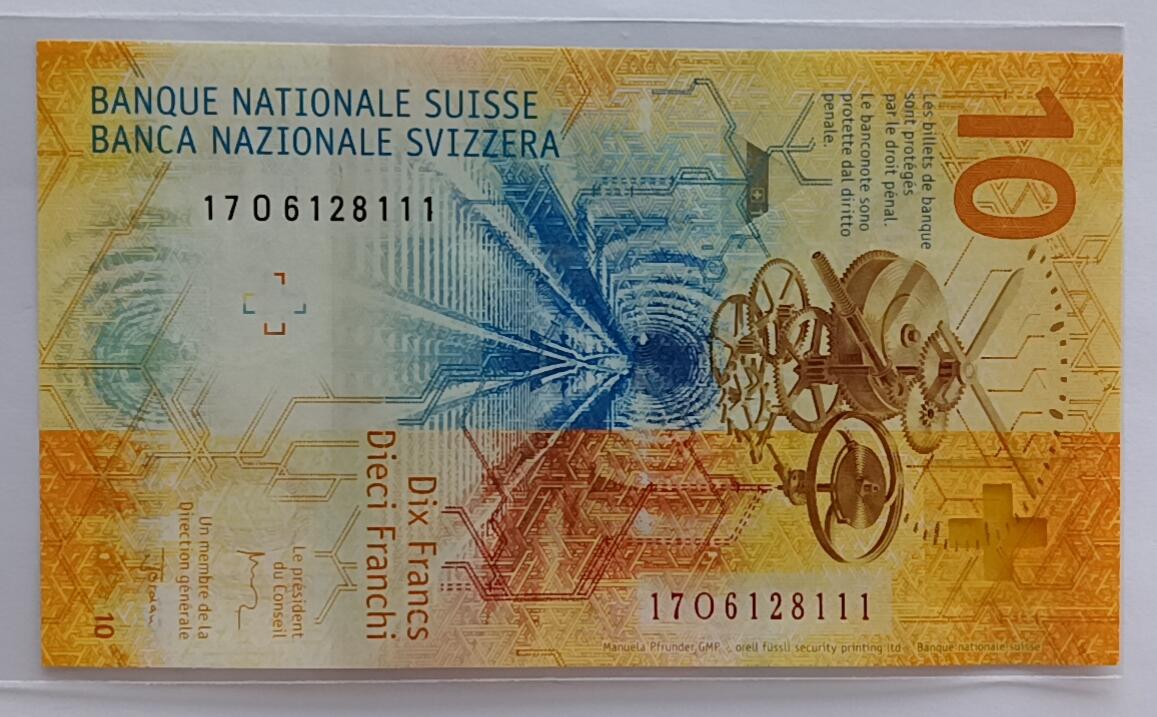 BANQUE NATIONALE SUISSE
BANCA NAZIONALE SVIZZERA
17O6128111
10
Les billets de banque
sont protégés
par le droit pénal.
Le banconote sono
protette dal diritto
penale.
Dix Francs
Dieci Franchi
Le président
du Conseil
Un membre de la
Direction générale
10
17O6128111
Manuela Pfrunder GMP orell füssli security printing ltd Banque nationale suisse